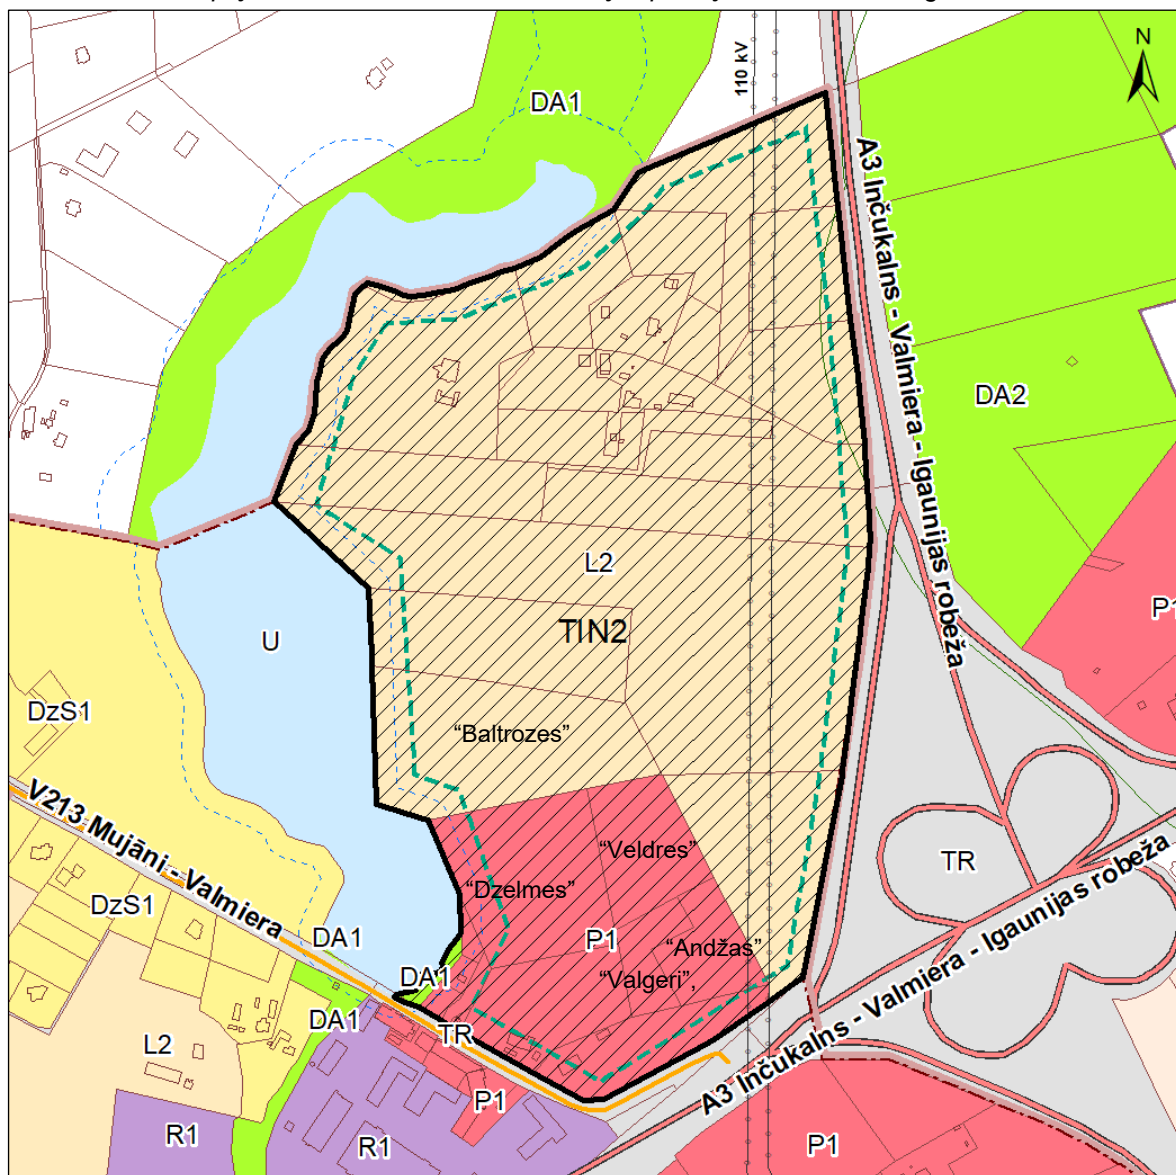 N
DA1
110 kV
A3 Inčukalns - Valmiera - Igaunijas robeža
DA2
L2
P1
TIN2
U
DzS1
"Baltrozes"
V213 Mujāni - Valmiera
"Veldres"
TR
"Dzelmes"
DzS1
DA1
P1
"Andžas"
"Valgeri",
DA1
A3 Inčukalns - Valmiera - Igaunijas robeža
DA1
TR
L2
P1
R1
R1
P1